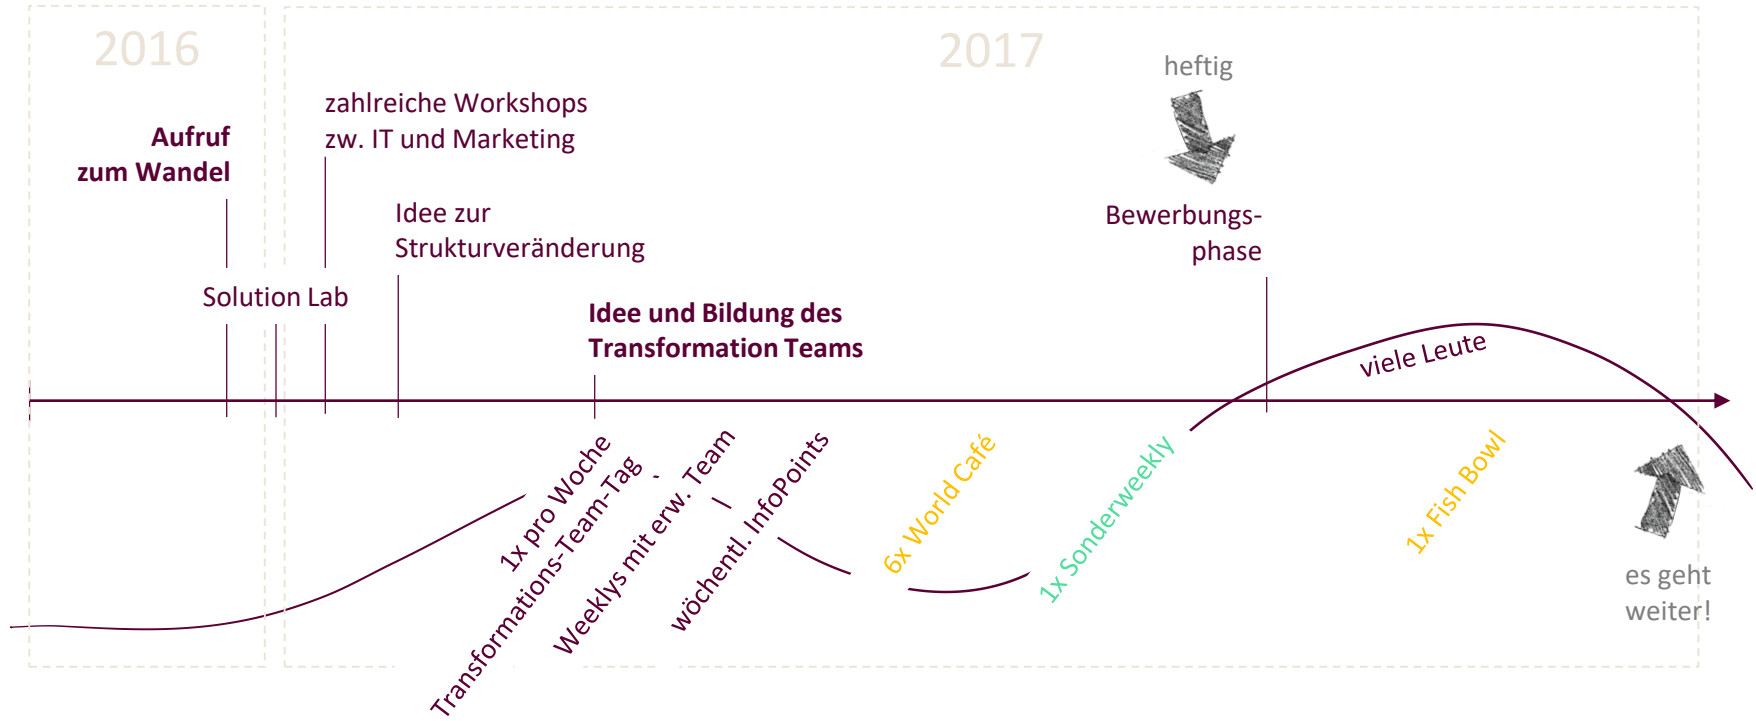 2016
2017
heftig
zahlreiche Workshops
zw. IT und Marketing
Aufruf
zum Wandel
Idee zur
Strukturveränderung
Bewerbungs-
phase
Solution Lab
Idee und Bildung des
Transformation Teams
viele Leute
1x pro Woche
Transformations-Team-Tag
Weeklys mit erw. Team
wöchentl. InfoPoints
6x World Café
1x Sonderweekly
1x Fish Bowl
es geht
weiter!